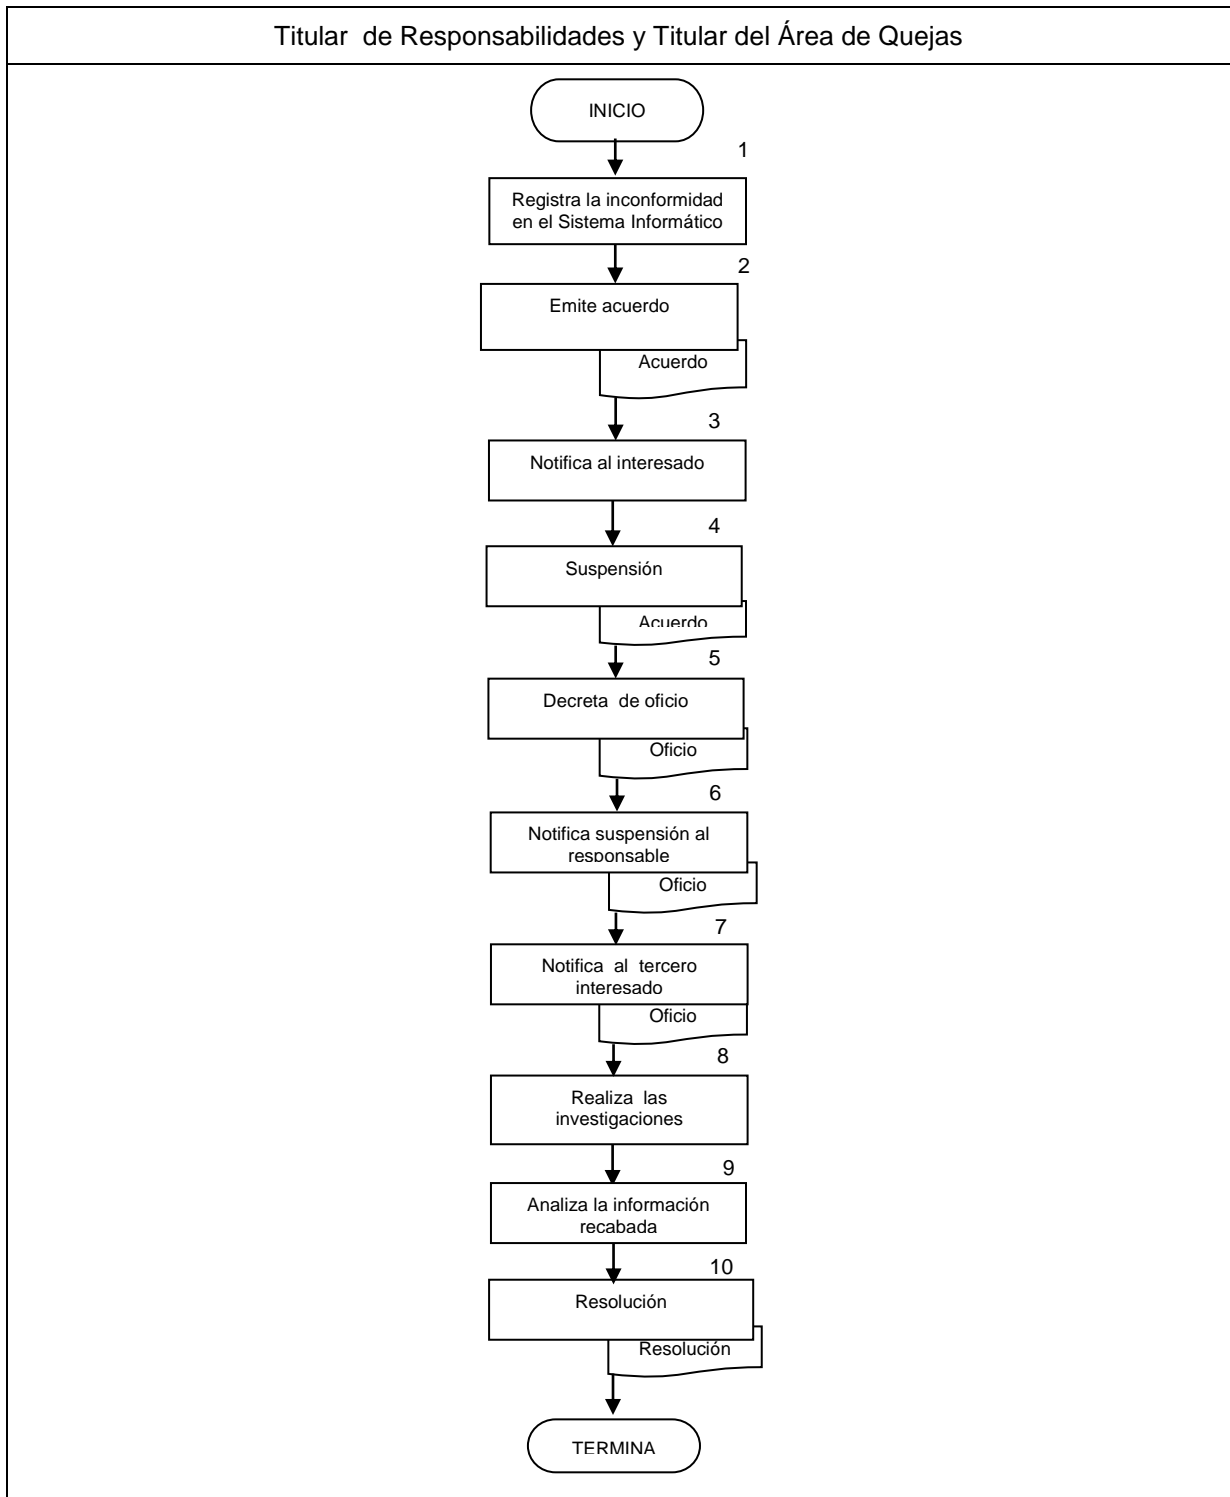 Titular de Responsabilidades y Titular del Área de Quejas
INICIO
1
Registra la inconformidad
en el Sistema Informático
2
Emite acuerdo
Acuerdo
3
Notifica al interesado
4
Suspensión
Acuerdo
5
Decreta de oficio
Oficio
6
Notifica suspensión al
responsable
Oficio
7
Notifica al tercero
interesado
Oficio
8
Realiza las
investigaciones
9
Analiza la información
recabada
10
Resolución
Resolución
TERMINA